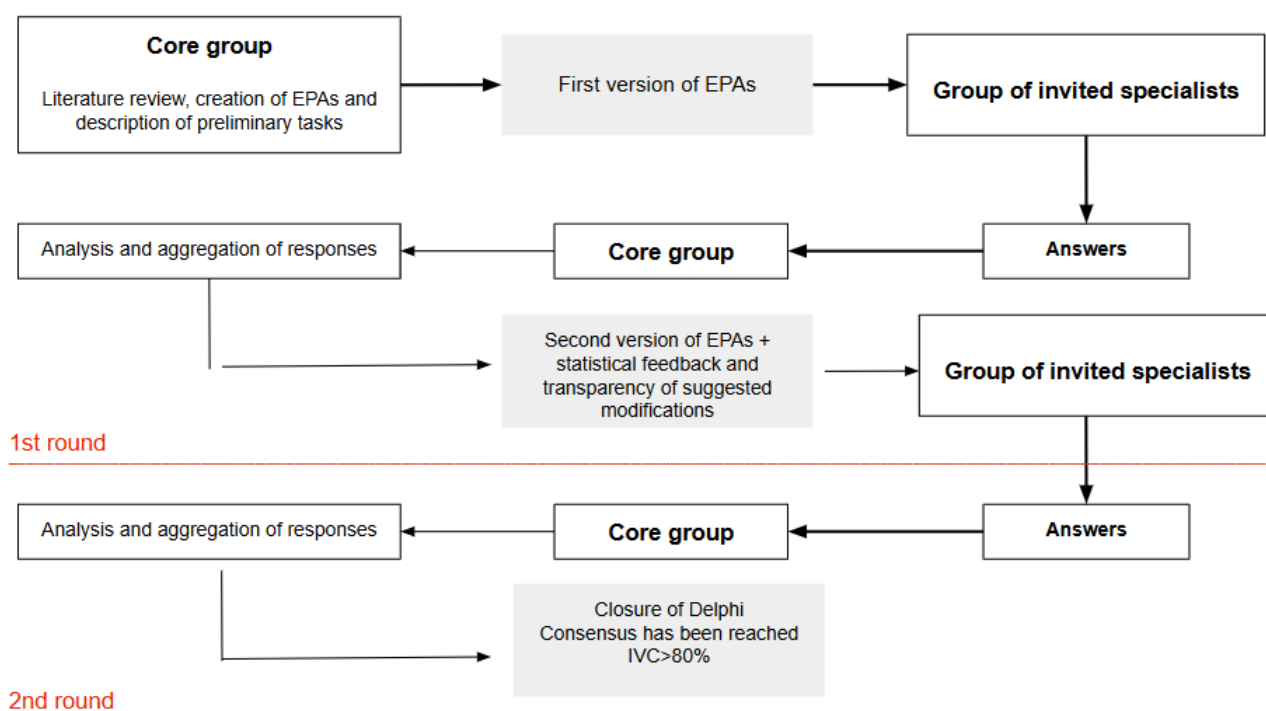 Core group
Literature review, creation of EPAs and
description of preliminary tasks
First version of EPAs
Group of invited specialists
Analysis and aggregation of responses
Core group
Answers
Second version of EPAs +
statistical feedback and
transparency of suggested
modifications
Group of invited specialists
1st round
Analysis and aggregation of responses
Core group
Answers
Closure of Delphi
Consensus has been reached
IVC>80%
2nd round